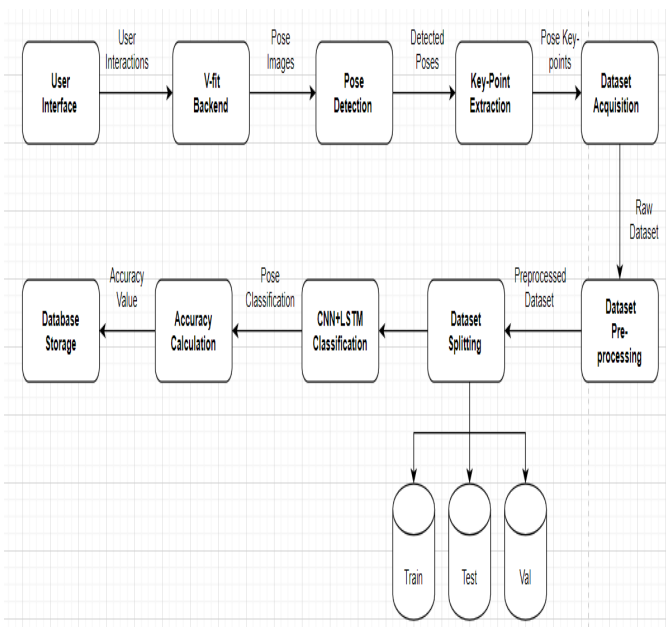 User
Interactions
Pose
Images
Detected
Poses
Pose Key-
points
User
Interface
V-fit
Backend
Pose
Detection
Key-Point
Extraction
Dataset
Acquisition
Raw
Dataset
Accuracy
Value
Pose
Classification
Preprocessed
Dataset
Database
Storage
Accuracy
Calculation
CNN+LSTM
Classification
Dataset
Splitting
Dataset
Pre-
processing
Train
Test
Val